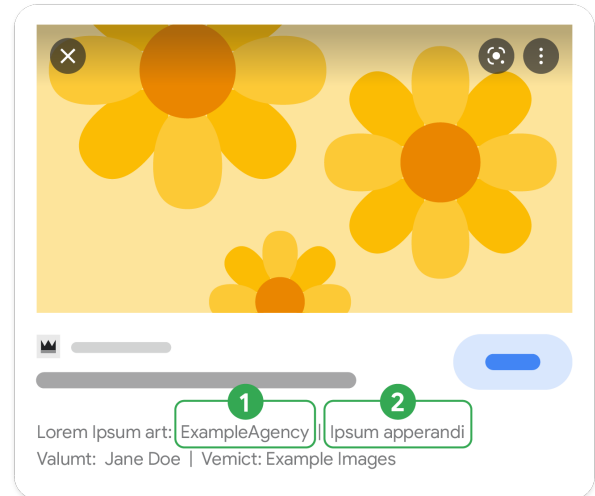 1 2
Lorem Ipsum art: ExampleAgency | Ipsum apperandi
Valumt: Jane Doe | Vemict: Example Images